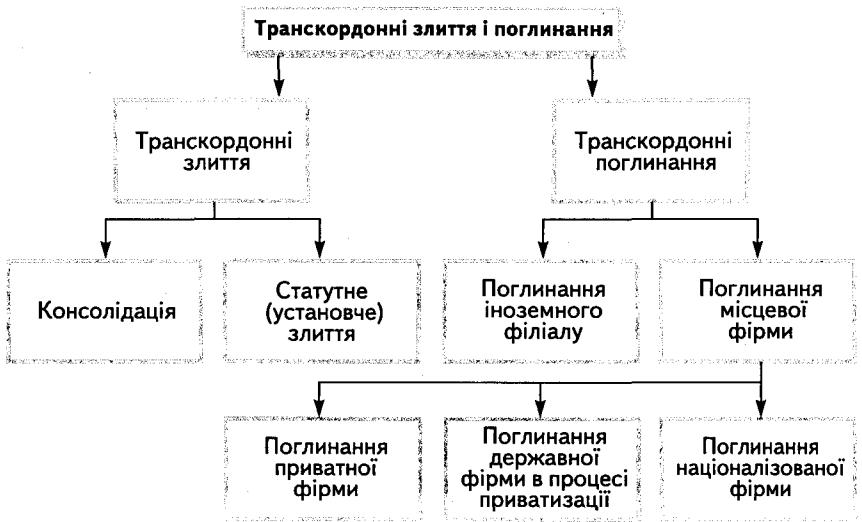 Транскордонні злиття і поглинання
Транскордонні
злиття
Транскордонні
поглинання
Консолідація
Статутне
(установче)
злиття
Поглинання
іноземного
філіалу
Поглинання
місцевої
фірми
Поглинання
приватної
фірми
Поглинання
державної
фірми в процесі
приватизації
Поглинання
націоналізованої
фірми